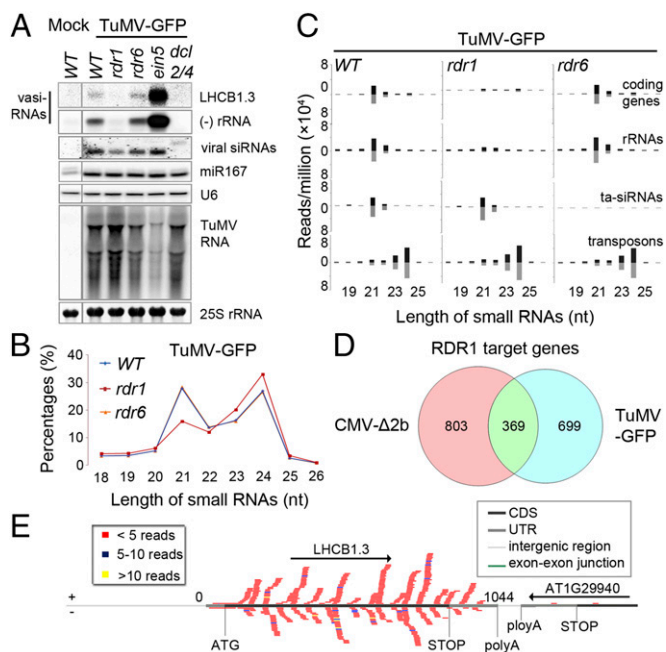 A
Mock TuMV-GFP
WT WT rdr1 rdr6 ein5 dcl 2/4
vasi-RNAs
LHCB1.3
(-) rRNA
viral siRNAs
miR167
U6
TuMV RNA
25S rRNA
B
TuMV-GFP
Percentages (%)
40
30
20
10
0
WT
rdr1
rdr6
18 19 20 21 22 23 24 25 26
Length of small RNAs (nt)
C
TuMV-GFP
WT rdr1 rdr6
Reads/million (×10⁴)
8
0
8
coding genes
0
8
rRNAs
0
8
ta-siRNAs
0
8
transposons
19 21 23 25 19 21 23 25 19 21 23 25
Length of small RNAs (nt)
D
RDR1 target genes
CMV-Δ2b
803
369
699
TuMV-GFP
E
< 5 reads
5-10 reads
>10 reads
CDS
UTR
intergenic region
exon-exon junction
LHCB1.3
AT1G29940
+
-
0
1044
ATG
STOP
polyA
ployA
STOP